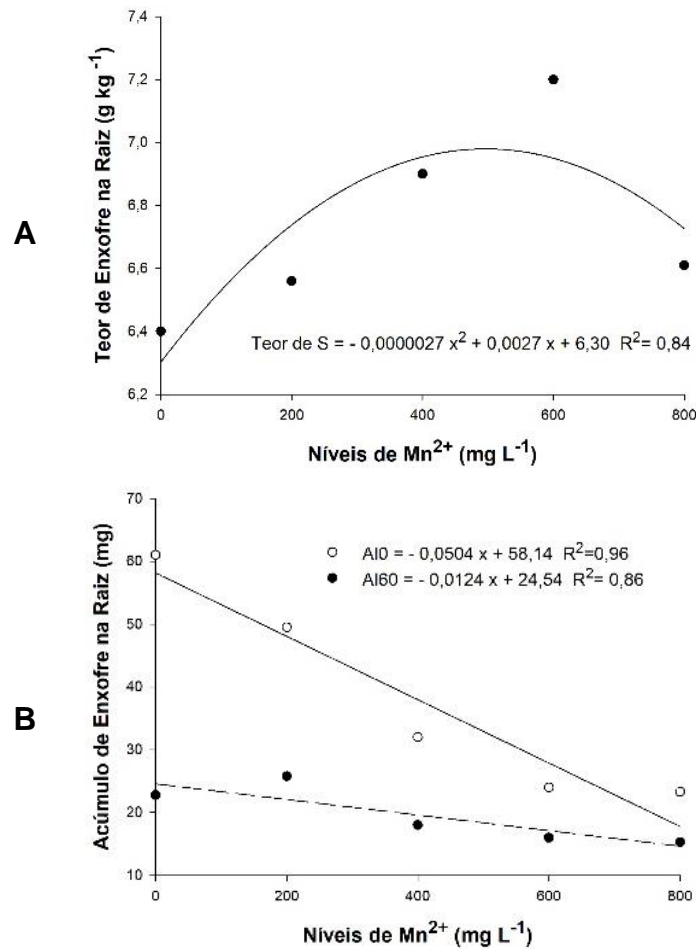 A
Teor de Enxofre na Raiz (g kg -1)
7,4
7,2
7,0
6,8
6,6
6,4
6,2
Teor de S = - 0,0000027 x2 + 0,0027 x + 6,30 R2= 0,84
0 200 400 600 800
Níveis de Mn2+ (mg L-1)
B
Acúmulo de Enxofre na Raiz (mg)
70
60
50
40
30
20
10
Al0 = - 0,0504 x + 58,14 R2=0,96
Al60 = - 0,0124 x + 24,54 R2= 0,86
0 200 400 600 800
Níveis de Mn2+ (mg L-1)